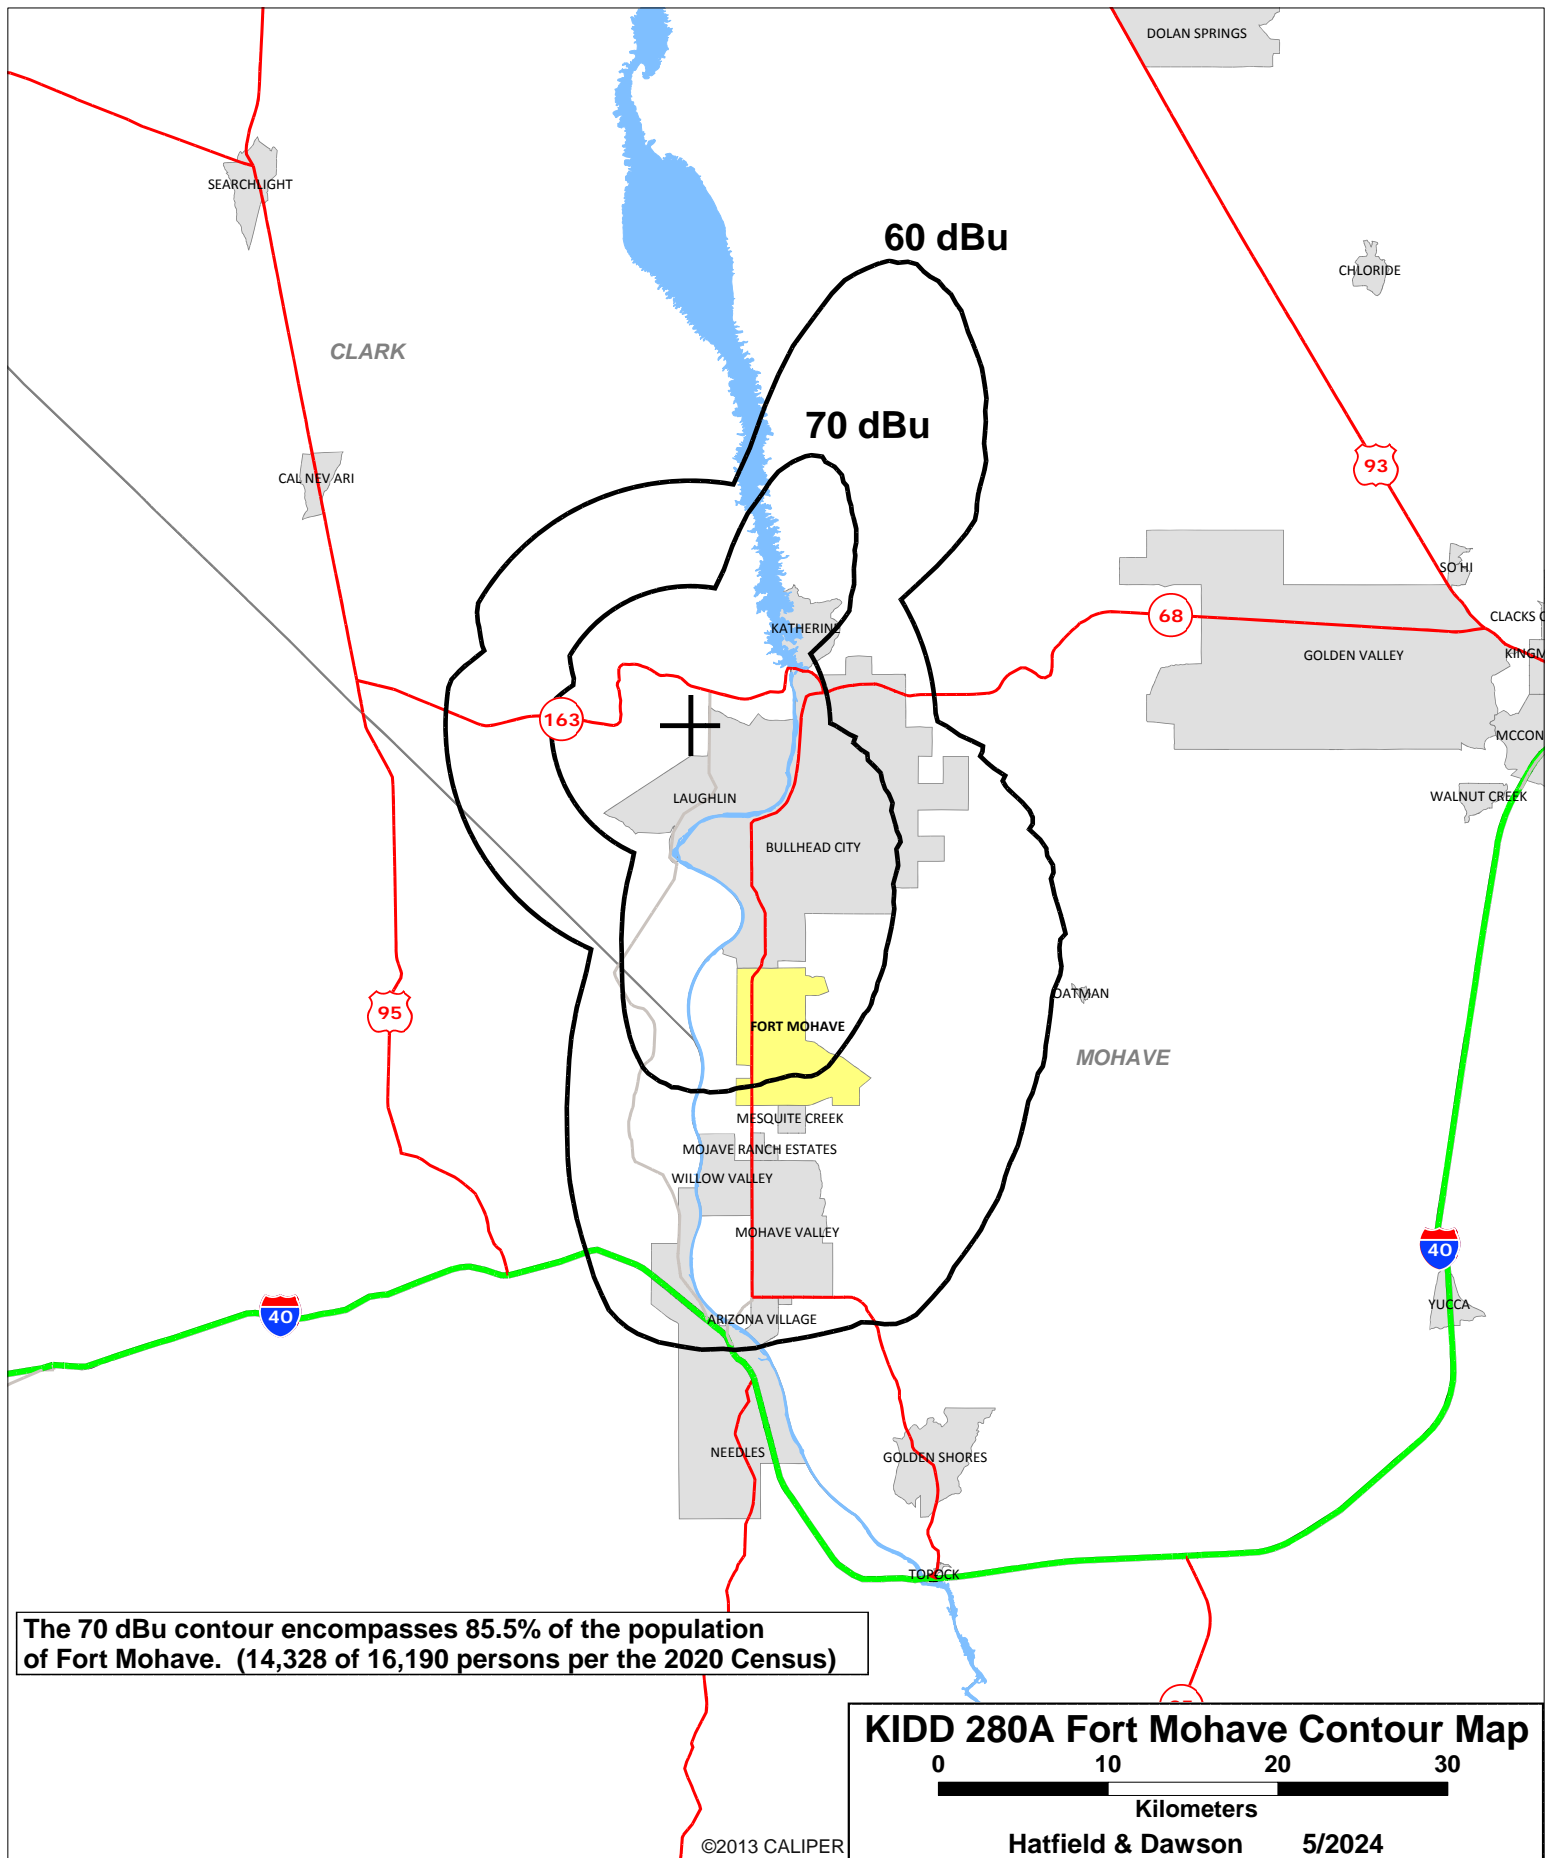 DOLAN SPRINGS
SEARCHLIGHT
60 dBu
CHLORIDE
CLARK
70 dBu
93
CAL NEV ARI
SO HI
68
CLACKS C
KATHERINE
GOLDEN VALLEY
KINGM
163
MCCON
LAUGHLIN
WALNUT CREEK
BULLHEAD CITY
OATMAN
95
FORT MOHAVE
MOHAVE
MESQUITE CREEK
MOJAVE RANCH ESTATES
WILLOW VALLEY
MOHAVE VALLEY
40
40
YUCCA
ARIZONA VILLAGE
NEEDLES
GOLDEN SHORES
TOPOCK
The 70 dBu contour encompasses 85.5% of the population
of Fort Mohave. (14,328 of 16,190 persons per the 2020 Census)
KIDD 280A Fort Mohave Contour Map
0 10 20 30
Kilometers
©2013 CALIPER
Hatfield & Dawson 5/2024